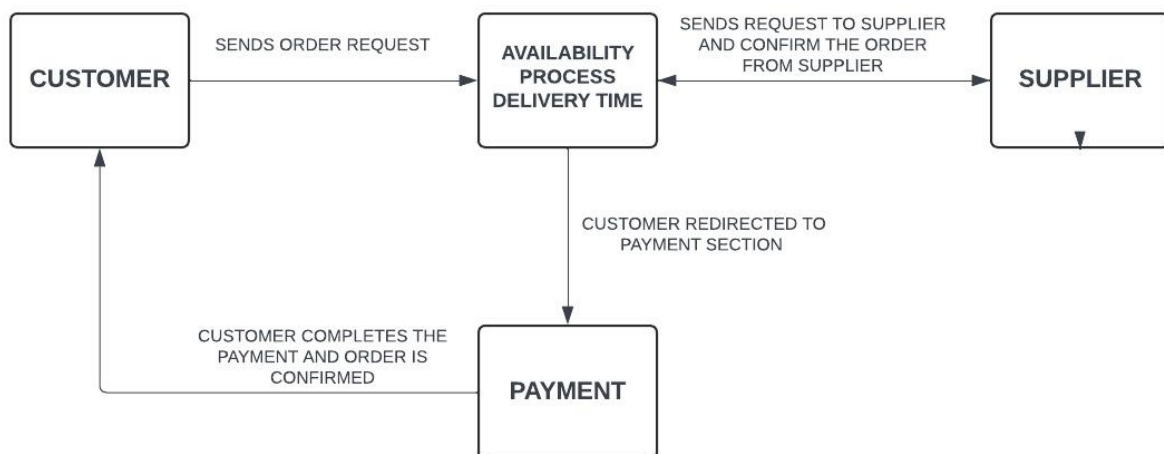 CUSTOMER
SENDS ORDER REQUEST
AVAILABILITY
PROCESS
DELIVERY TIME
SENDS REQUEST TO SUPPLIER
AND CONFIRM THE ORDER
FROM SUPPLIER
SUPPLIER
CUSTOMER REDIRECTED TO
PAYMENT SECTION
CUSTOMER COMPLETES THE
PAYMENT AND ORDER IS
CONFIRMED
PAYMENT